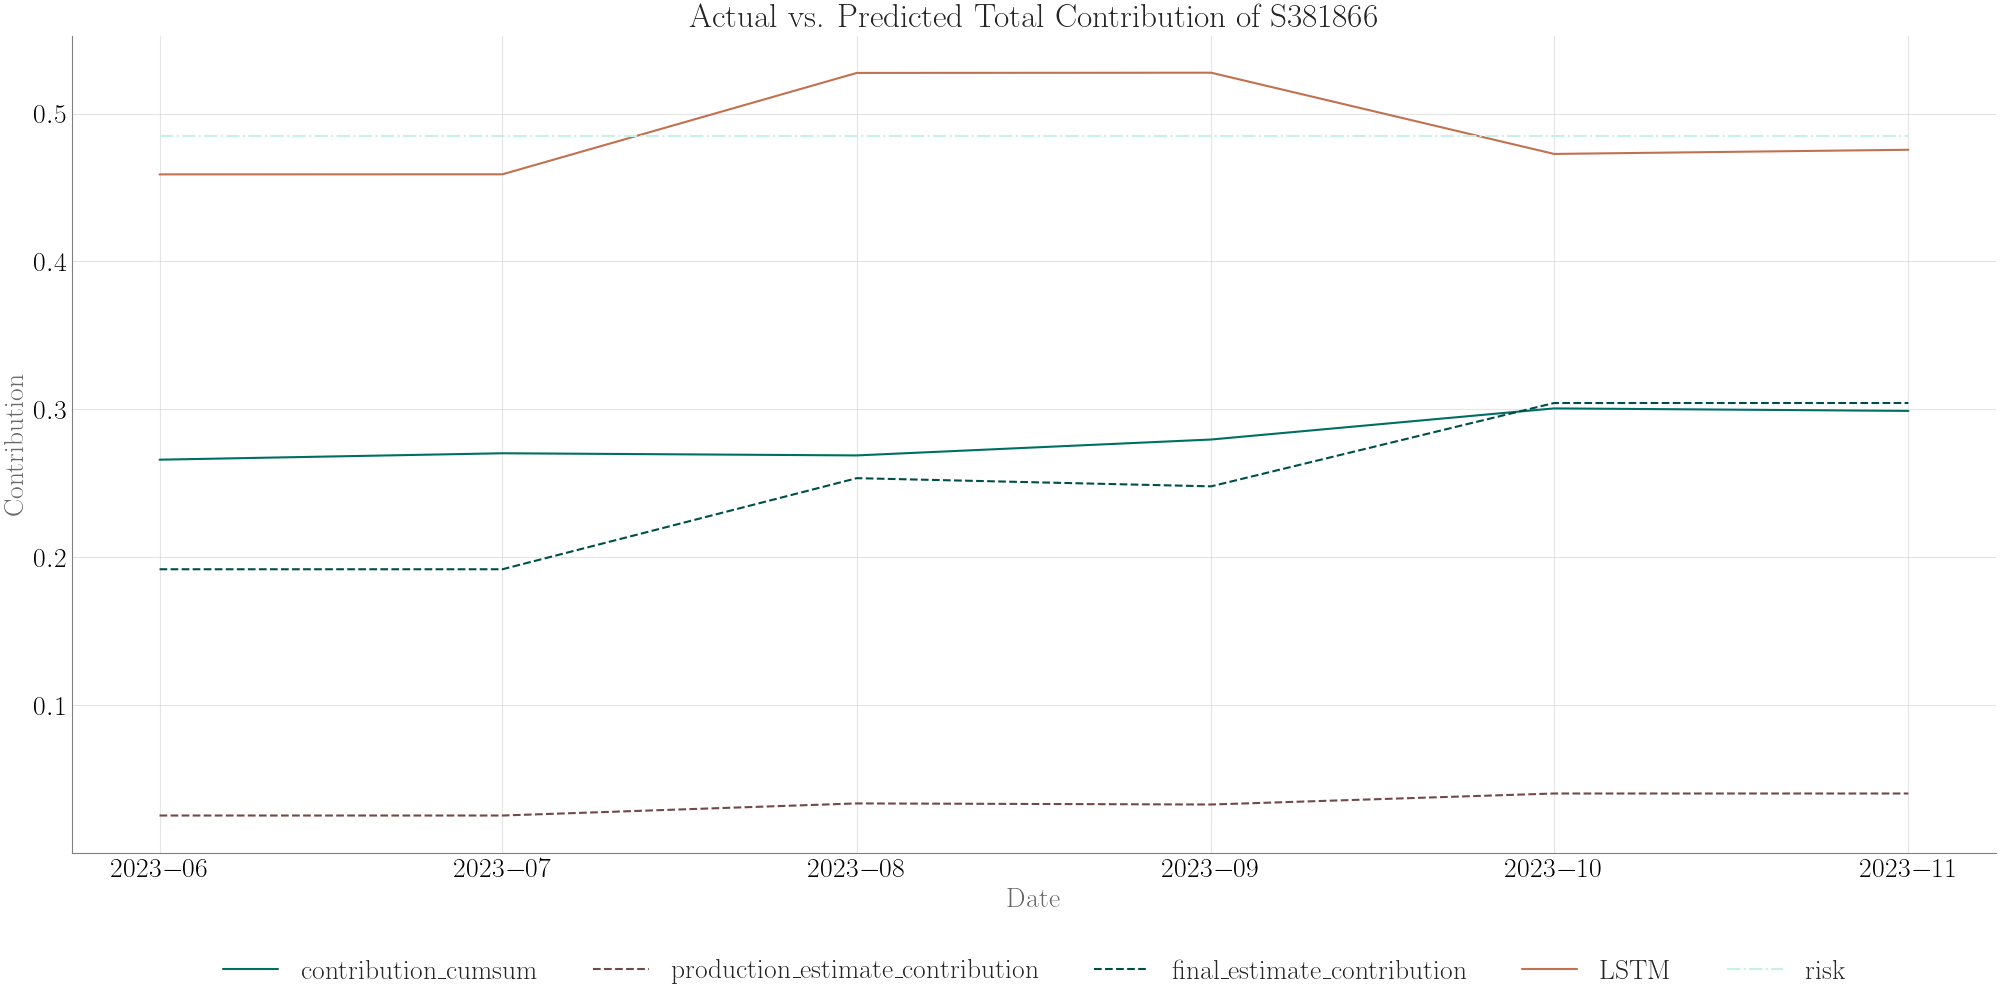 Actual vs. Predicted Total Contribution of S381866
Contribution
0.5
0.4
0.3
0.2
0.1
2023−06 2023−07 2023−08 2023−09 2023−10 2023−11
Date
contribution_cumsum production_estimate_contribution final_estimate_contribution LSTM risk